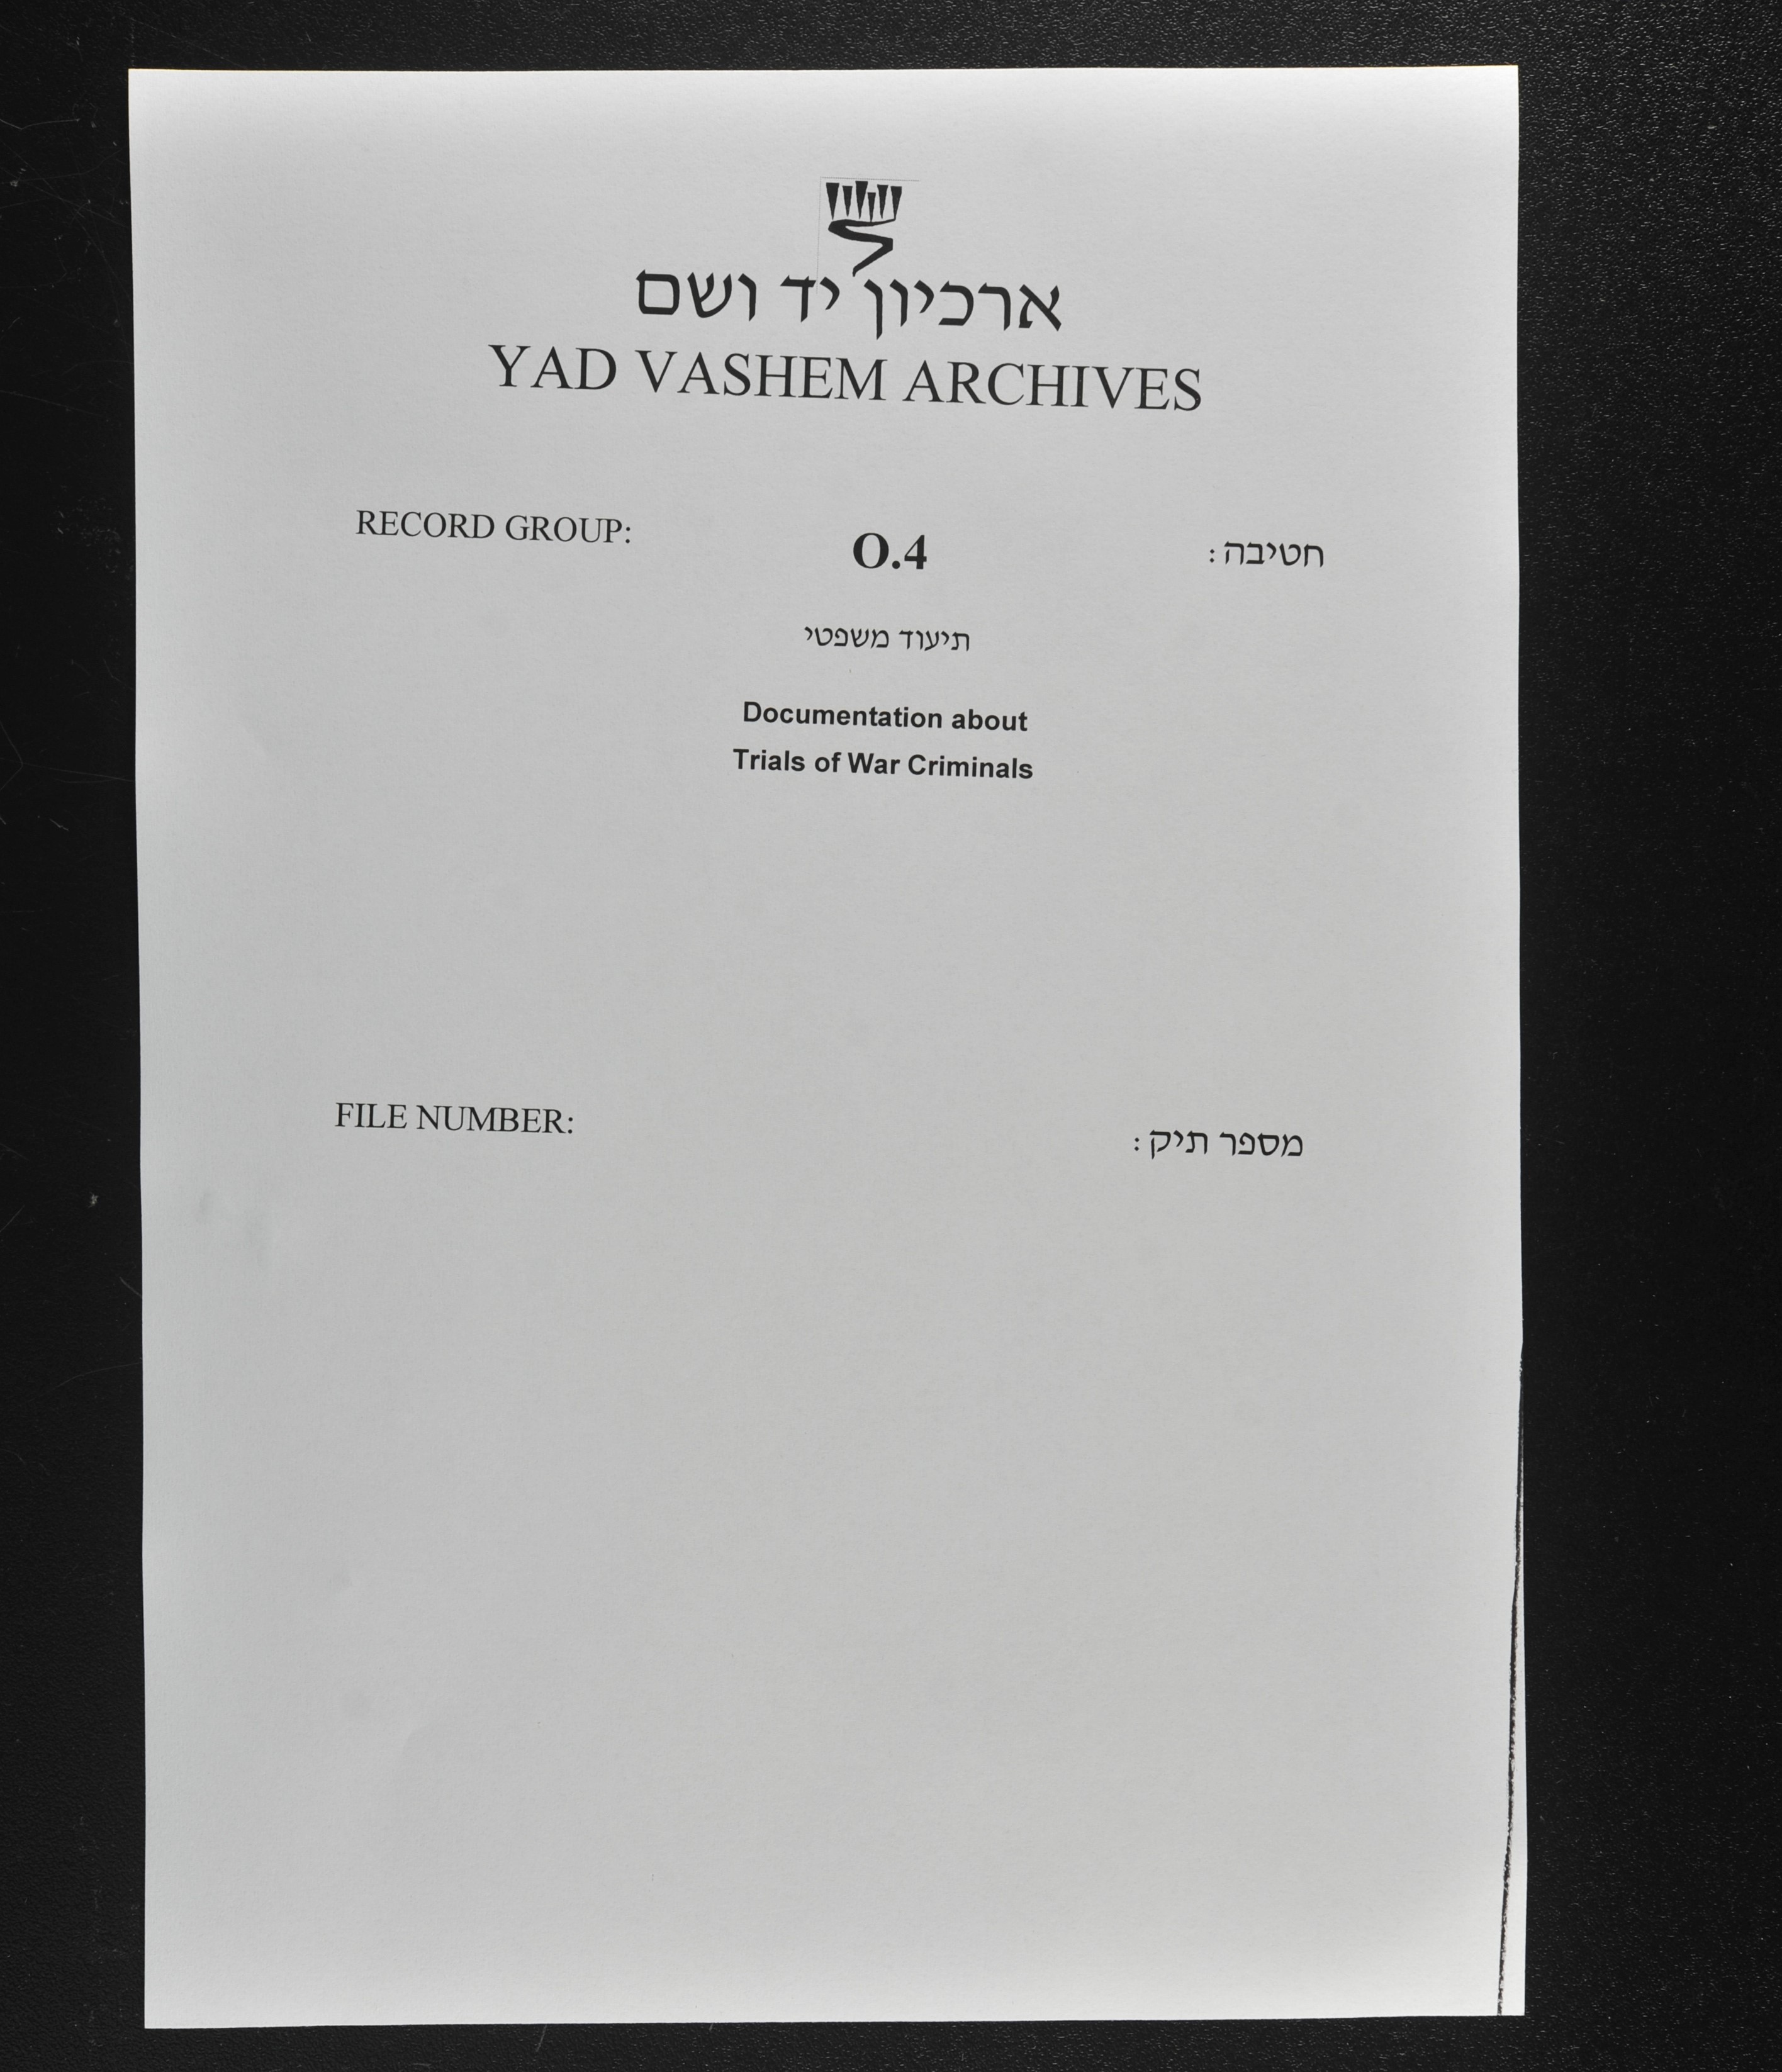 ארכיון יד ושם
YAD VASHEM ARCHIVES
RECORD GROUP: O.4 חטיבה:
תיעוד משפטי
Documentation about
Trials of War Criminals
FILE NUMBER: מספר תיק: